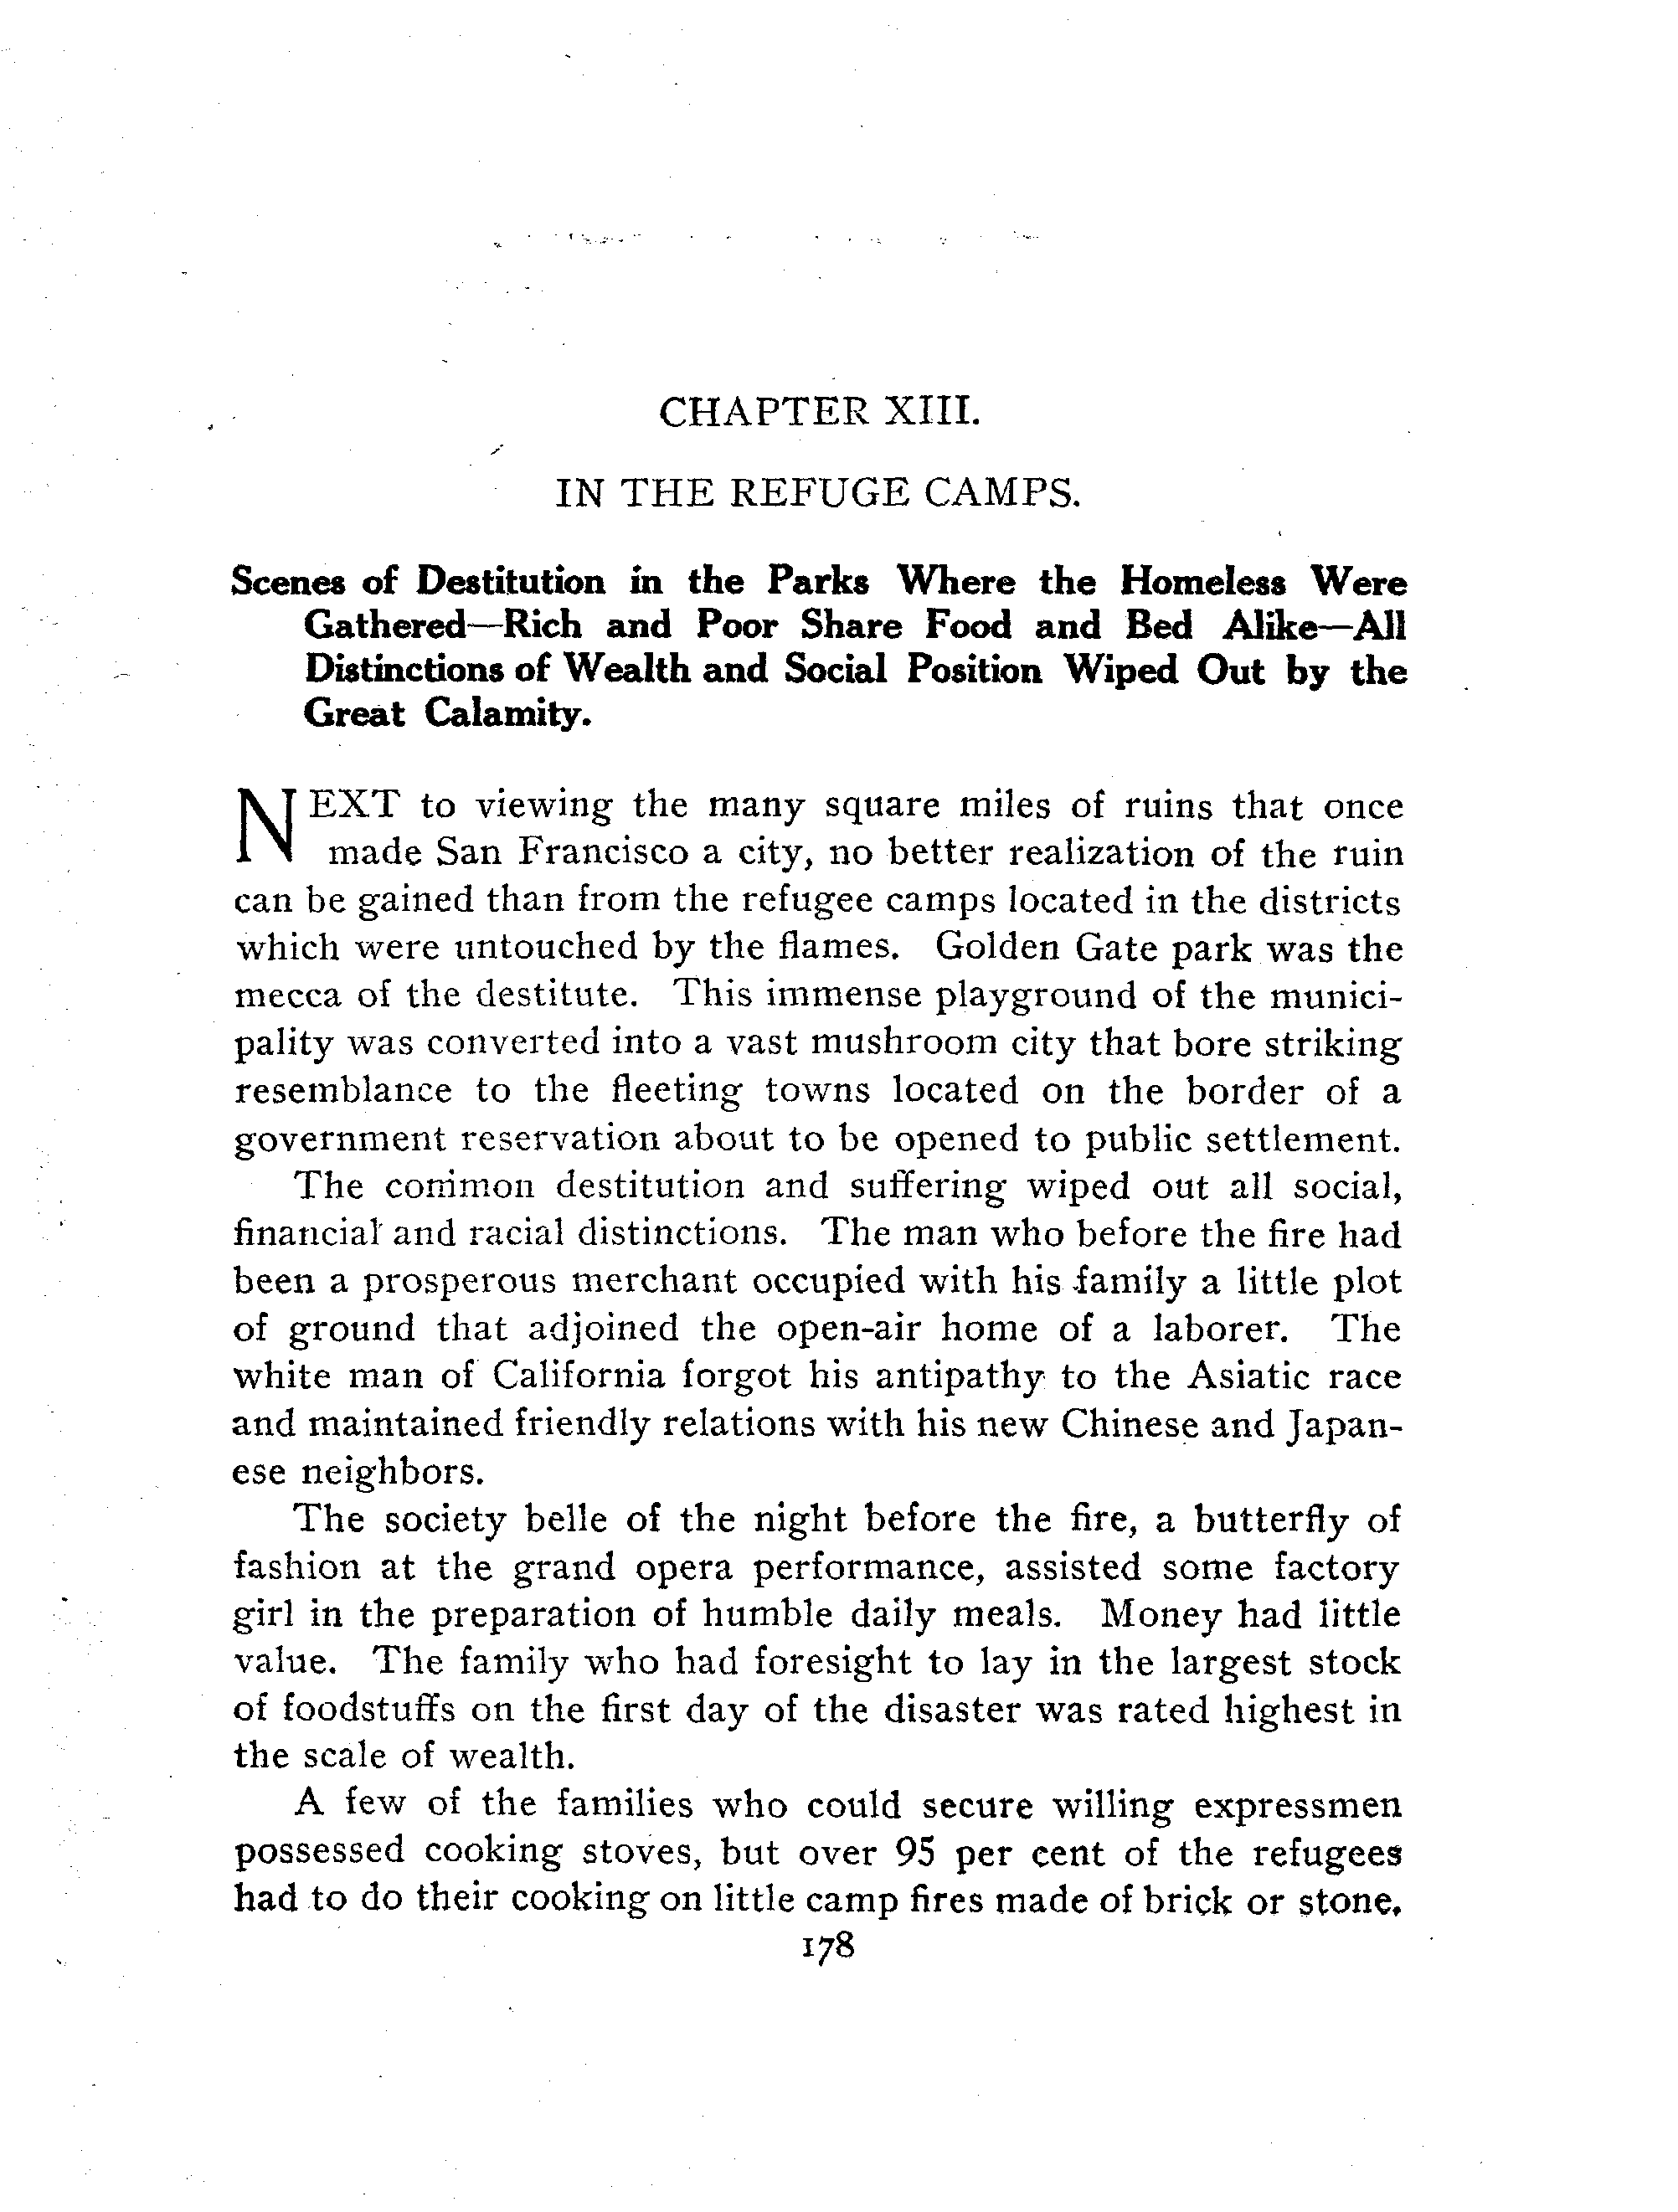 CHAPTER XIII.
IN THE REFUGE CAMPS.
Scenes of Destitution in the Parks Where the Homeless Were
Gathered—Rich and Poor Share Food and Bed Alike—All
Distinctions of Wealth and Social Position Wiped Out by the
Great Calamity.
NEXT to viewing the many square miles of ruins that once
made San Francisco a city, no better realization of the ruin
can be gained than from the refugee camps located in the districts
which were untouched by the flames. Golden Gate park was the
mecca of the destitute. This immense playground of the munici-
pality was converted into a vast mushroom city that bore striking
resemblance to the fleeting towns located on the border of a
government reservation about to be opened to public settlement.
The common destitution and suffering wiped out all social,
financial and racial distinctions. The man who before the fire had
been a prosperous merchant occupied with his family a little plot
of ground that adjoined the open-air home of a laborer. The
white man of California forgot his antipathy to the Asiatic race
and maintained friendly relations with his new Chinese and Japan-
ese neighbors.
The society belle of the night before the fire, a butterfly of
fashion at the grand opera performance, assisted some factory
girl in the preparation of humble daily meals. Money had little
value. The family who had foresight to lay in the largest stock
of foodstuffs on the first day of the disaster was rated highest in
the scale of wealth.
A few of the families who could secure willing expressmen
possessed cooking stoves, but over 95 per cent of the refugees
had to do their cooking on little camp fires made of brick or stone.
178